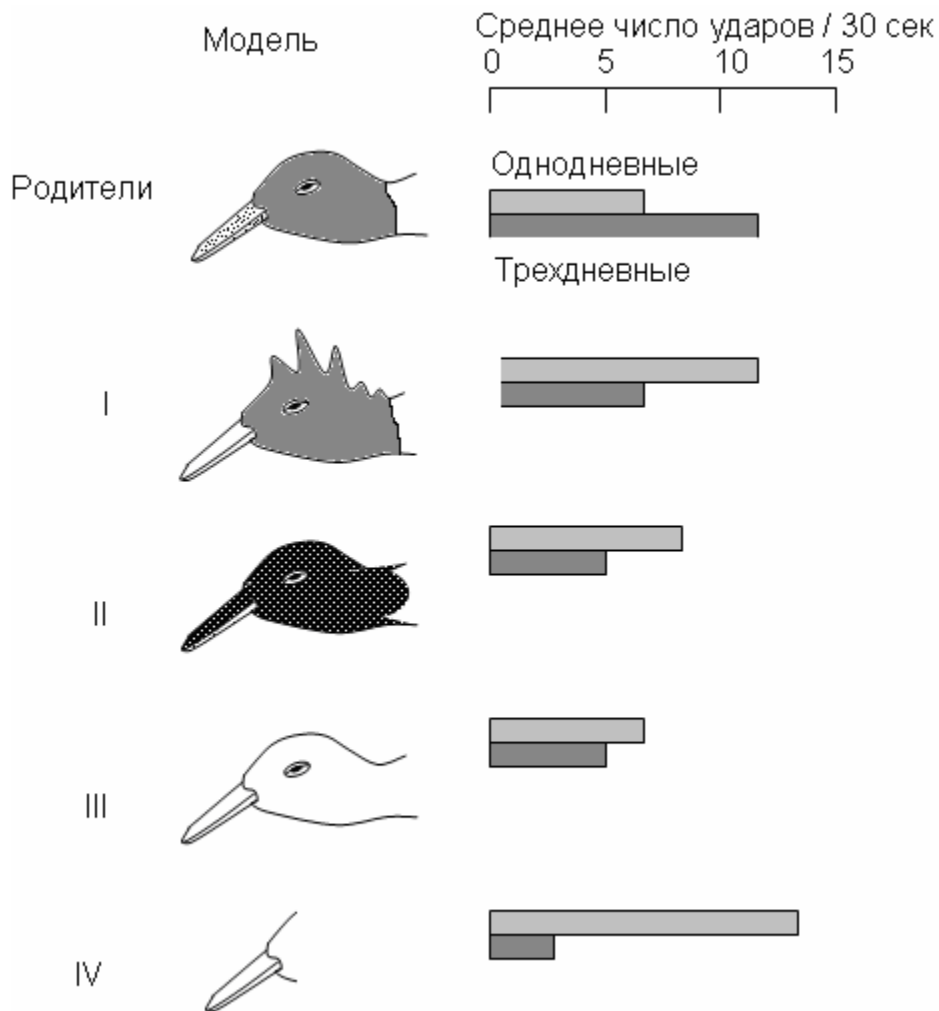 Модель
Среднее число ударов / 30 сек
0 5 10 15
Родители
Однодневные
Трехдневные
I
II
III
IV